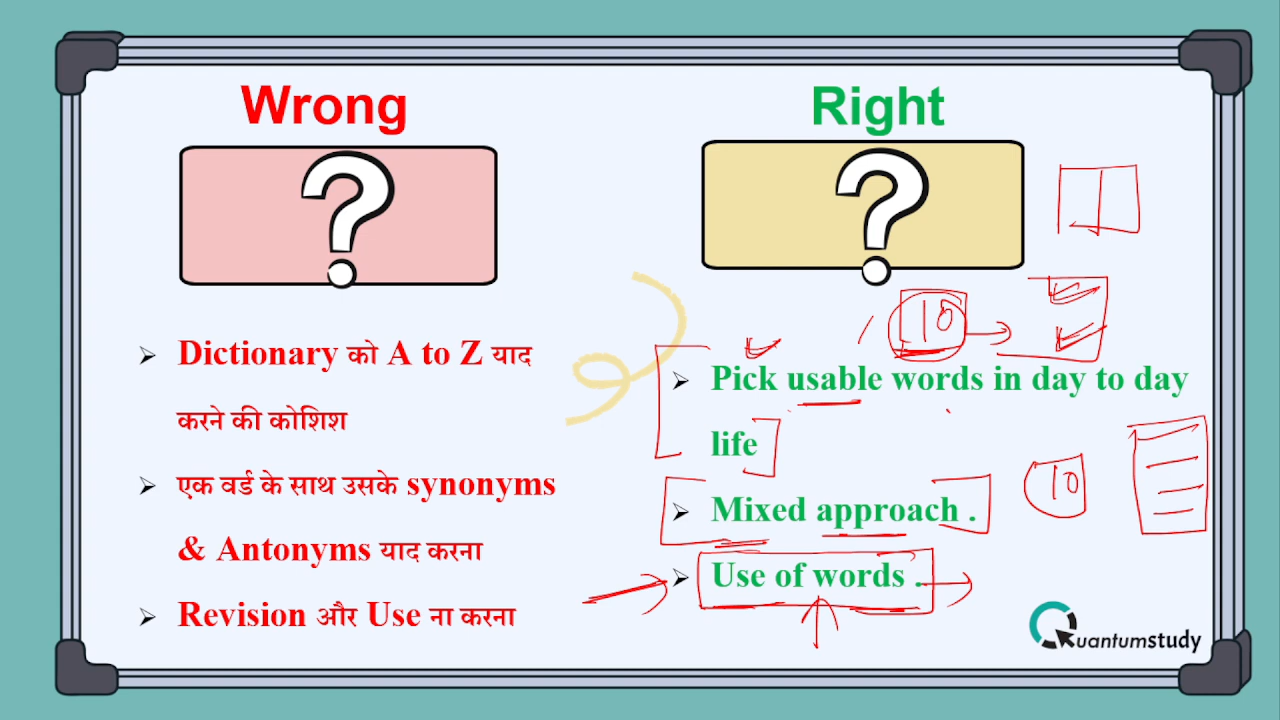 Wrong
?
Dictionary को A to Z याद
करने की कोशिश
एक वर्ड के साथ उसके synonyms
& Antonyms याद करना
Revision और Use ना करना
Right
?
10
Pick usable words in day to day
life
10
Mixed approach .
Use of words .
Quantumstudy